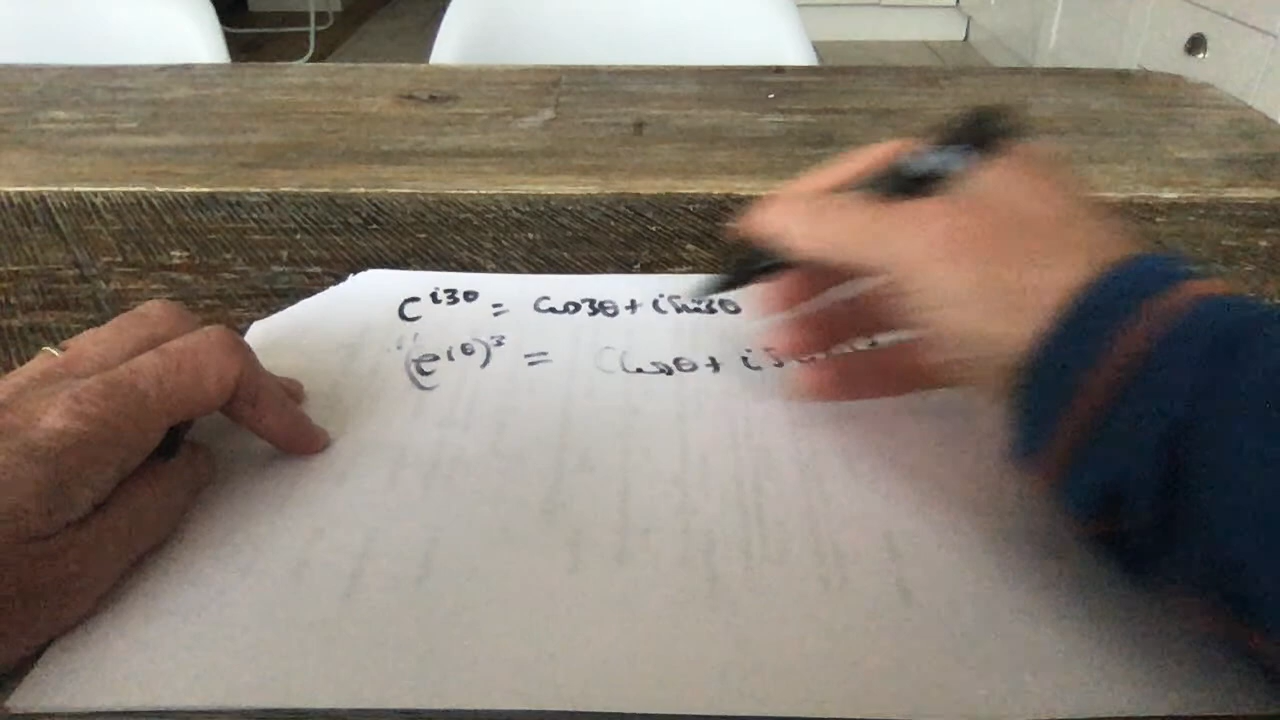 e^{i3θ} = cos3θ + i sin3θ
(e^{iθ})^3 = (cosθ + i